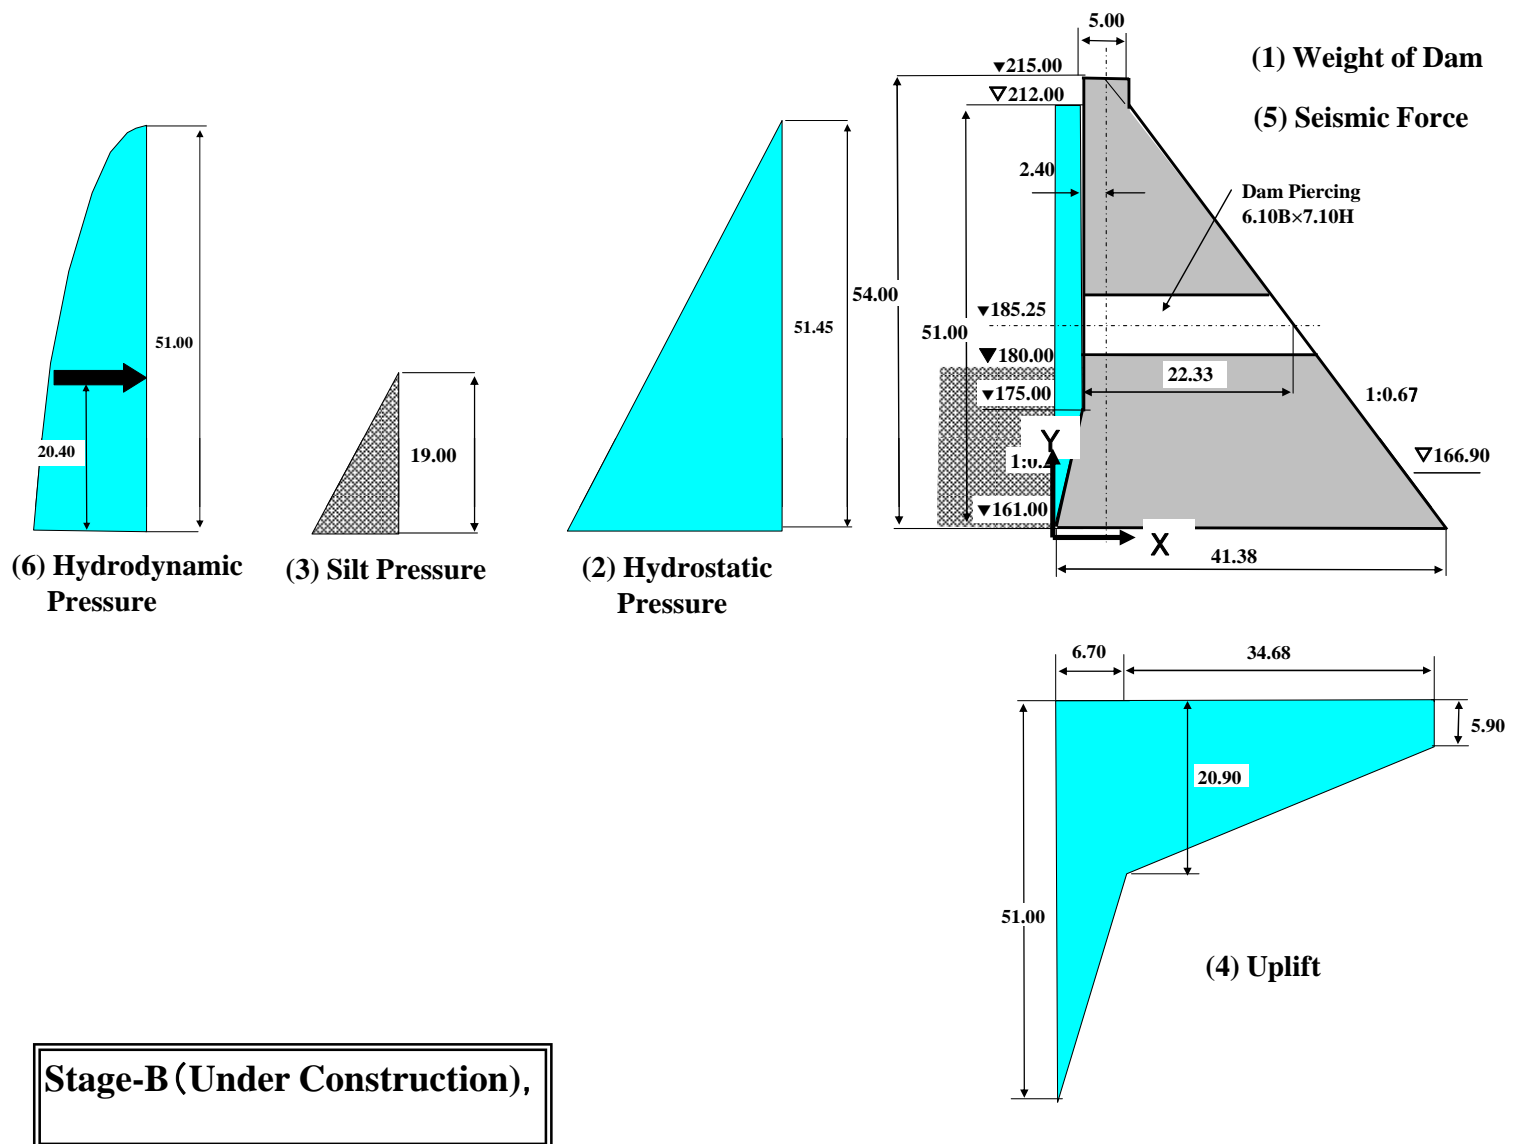 5.00
(1) Weight of Dam
▼215.00
▽212.00
(5) Seismic Force
2.40
Dam Piercing
6.10B×7.10H
54.00
51.45
51.00
51.00
▼185.25
▼180.00
22.33
▼175.00
1:0.67
Y
20.40
19.00
▽166.90
▼161.00
X
41.38
(6) Hydrodynamic
Pressure
(3) Silt Pressure
(2) Hydrostatic
Pressure
6.70
34.68
5.90
20.90
51.00
(4) Uplift
Stage-B（Under Construction),